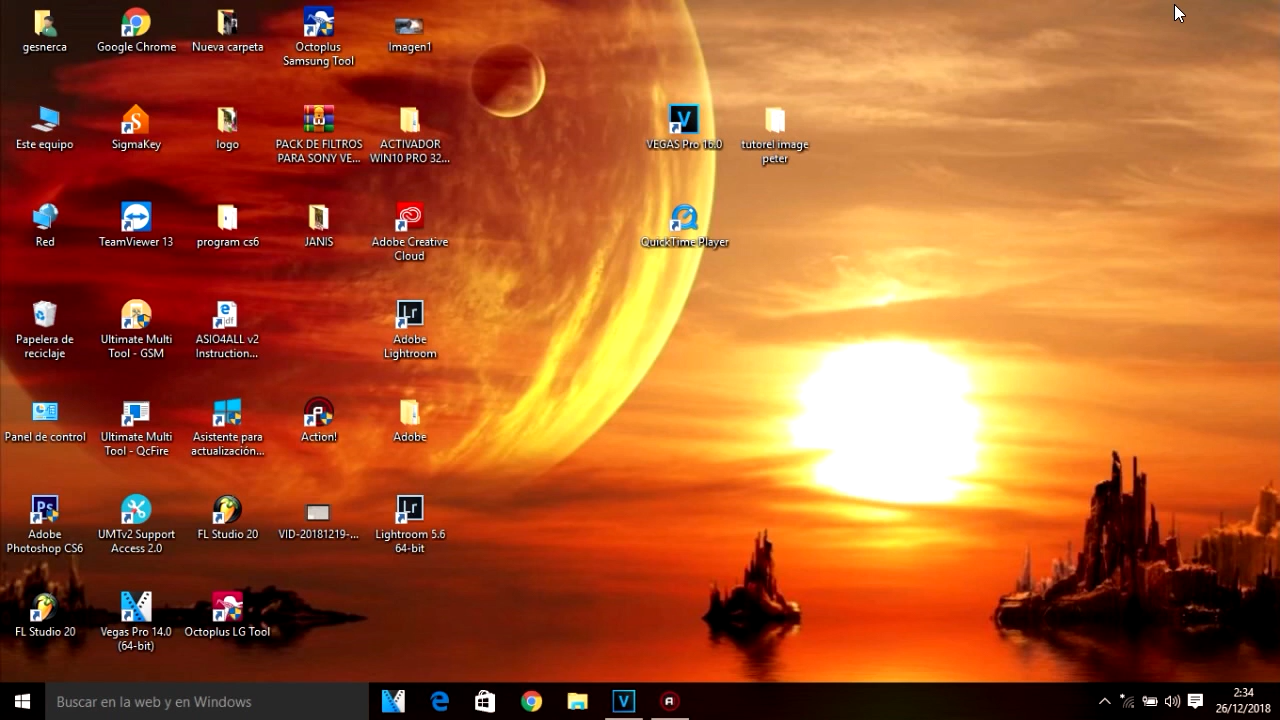 gesnerca
Google Chrome
Nueva carpeta
Octoplus
Samsung Tool
Imagen1
Este equipo
SigmaKey
logo
PACK DE FILTROS
PARA SONY VE...
ACTIVADOR
WIN10 PRO 32...
VEGAS Pro 16.0
tutorel image
peter
Red
TeamViewer 13
program cs6
JANIS
Adobe Creative
Cloud
QuickTime Player
Papelera de
reciclaje
Ultimate Multi
Tool - GSM
ASIO4ALL v2
Instruction...
Adobe
Lightroom
Panel de control
Ultimate Multi
Tool - QcFire
Asistente para
actualización...
Action!
Adobe
Adobe
Photoshop CS6
UMTv2 Support
Access 2.0
FL Studio 20
VID-20181219-...
Lightroom 5.6
64-bit
FL Studio 20
Vegas Pro 14.0
(64-bit)
Octoplus LG Tool
Buscar en la web y en Windows
2:34
26/12/2018